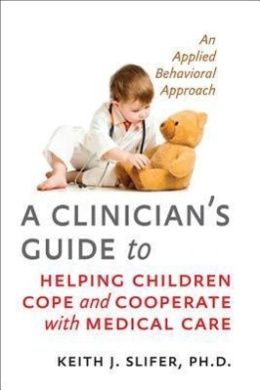 An
Applied
Behavioral
Approach
A CLINICIAN'S
GUIDE to
HELPING CHILDREN
COPE and COOPERATE
with MEDICAL CARE
KEITH J. SLIFER, PH.D.